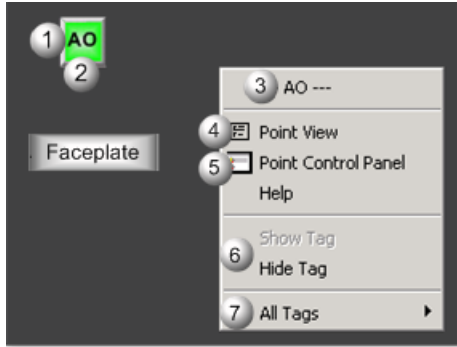 1 AO
2
3 AO ---
4 Point View
Faceplate
5 Point Control Panel
Help
Show Tag
6
Hide Tag
7 All Tags